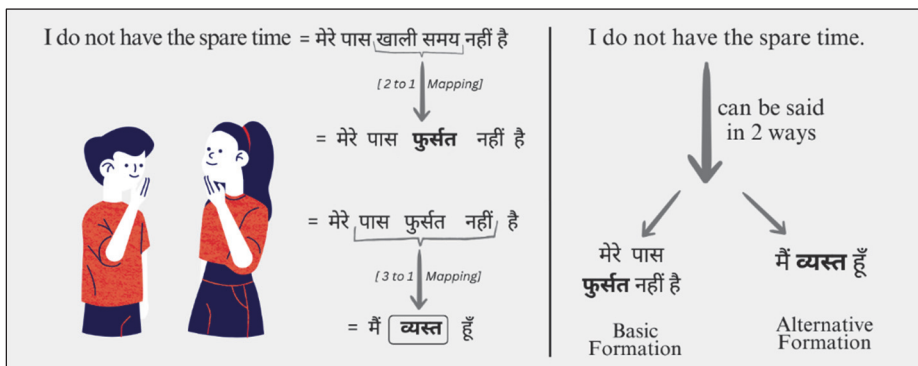 I do not have the spare time = मेरे पास खाली समय नहीं है
[ 2 to 1 Mapping]
= मेरे पास फुर्सत नहीं है
= मेरे पास फुर्सत नहीं है
[ 3 to 1 Mapping]
= मैं व्यस्त हूँ
I do not have the spare time.
can be said
in 2 ways
मेरे पास
फुर्सत नहीं है
Basic
Formation
मैं व्यस्त हूँ
Alternative
Formation